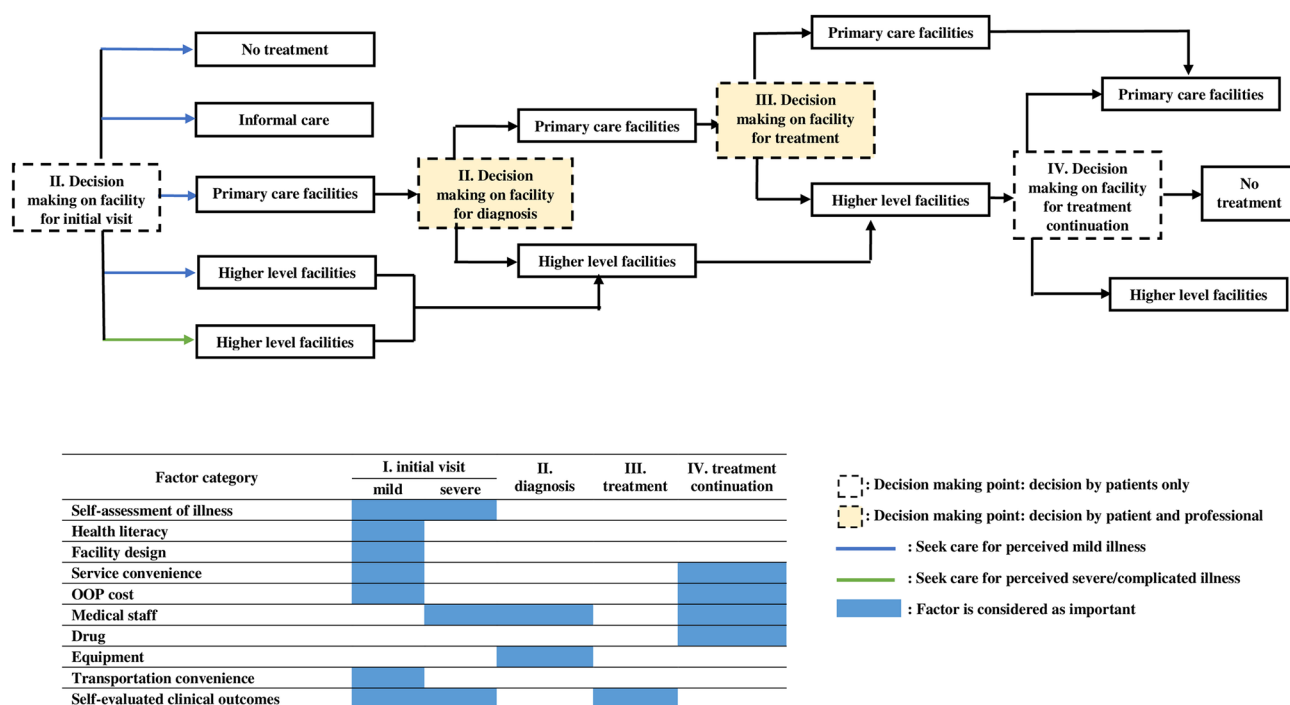 No treatment
Informal care
II. Decision
making on facility
for initial visit
Primary care facilities
Higher level facilities
Higher level facilities
II. Decision
making on facility
for diagnosis
Primary care facilities
Higher level facilities
III. Decision
making on facility
for treatment
Primary care facilities
Higher level facilities
IV. Decision
making on facility
for treatment
continuation
Primary care facilities
No
treatment
Higher level facilities
Factor category
I. initial visit
mild severe
II.
diagnosis
III.
treatment
IV. treatment
continuation
Self-assessment of illness
Health literacy
Facility design
Service convenience
OOP cost
Medical staff
Drug
Equipment
Transportation convenience
Self-evaluated clinical outcomes
: Decision making point: decision by patients only
: Decision making point: decision by patient and professional
: Seek care for perceived mild illness
: Seek care for perceived severe/complicated illness
: Factor is considered as important